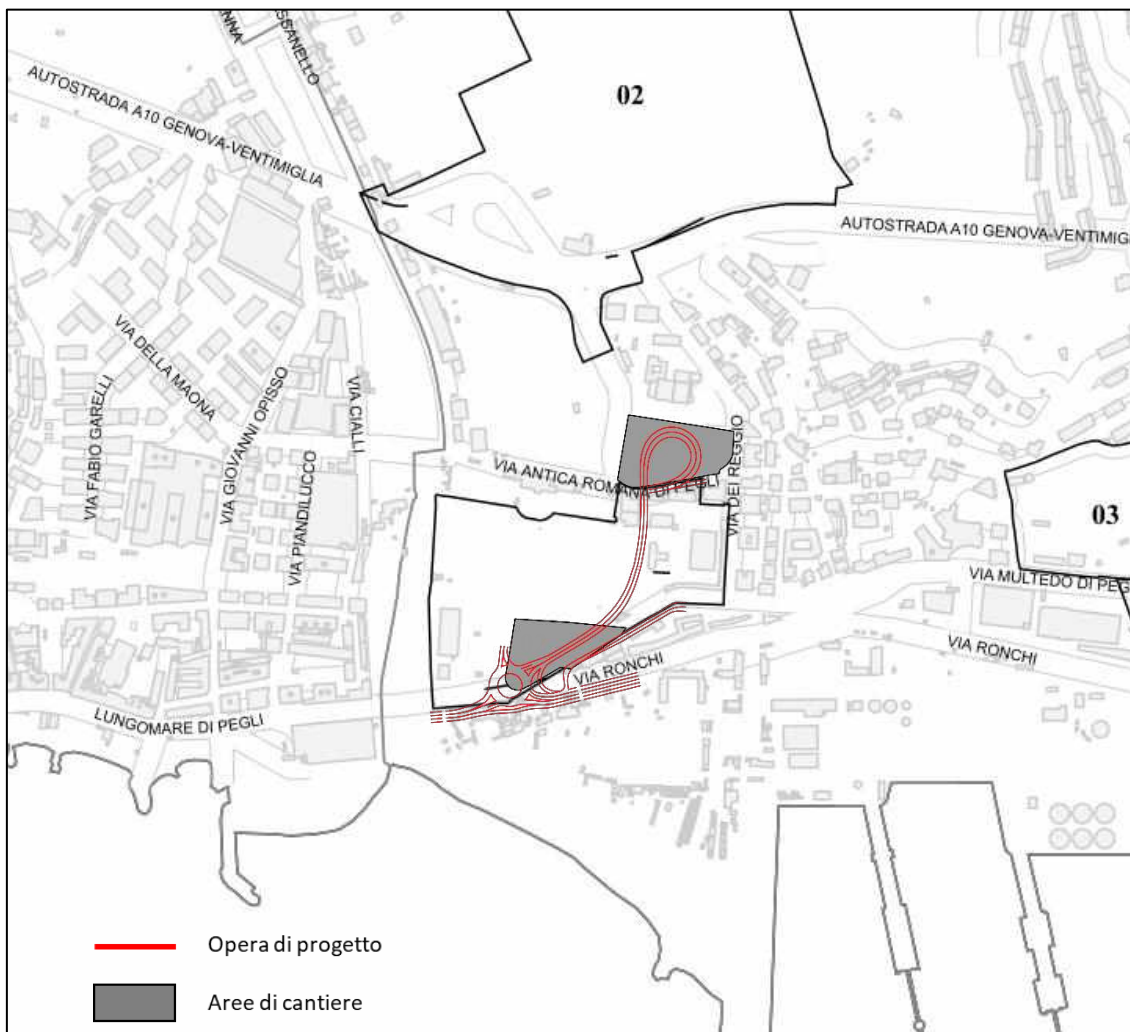 ENNA
SSANELLO
02
AUTOSTRADA A10 GENOVA-VENTIMIGLIA
AUTOSTRADA A10 GENOVA-VENTIMIG
VIA DELLA MAONA
VIA FABIO GARELLI
VIA GIOVANNI OPISSO
VIA CIALLI
VIA PIANDILUCCO
VIA ANTICA ROMANA DI PEGLI
VIA DEI REGGIO
03
VIA MULTEDO DI PEG
VIA RONCHI
VIA RONCHI
LUNGOMARE DI PEGLI
Opera di progetto
Aree di cantiere